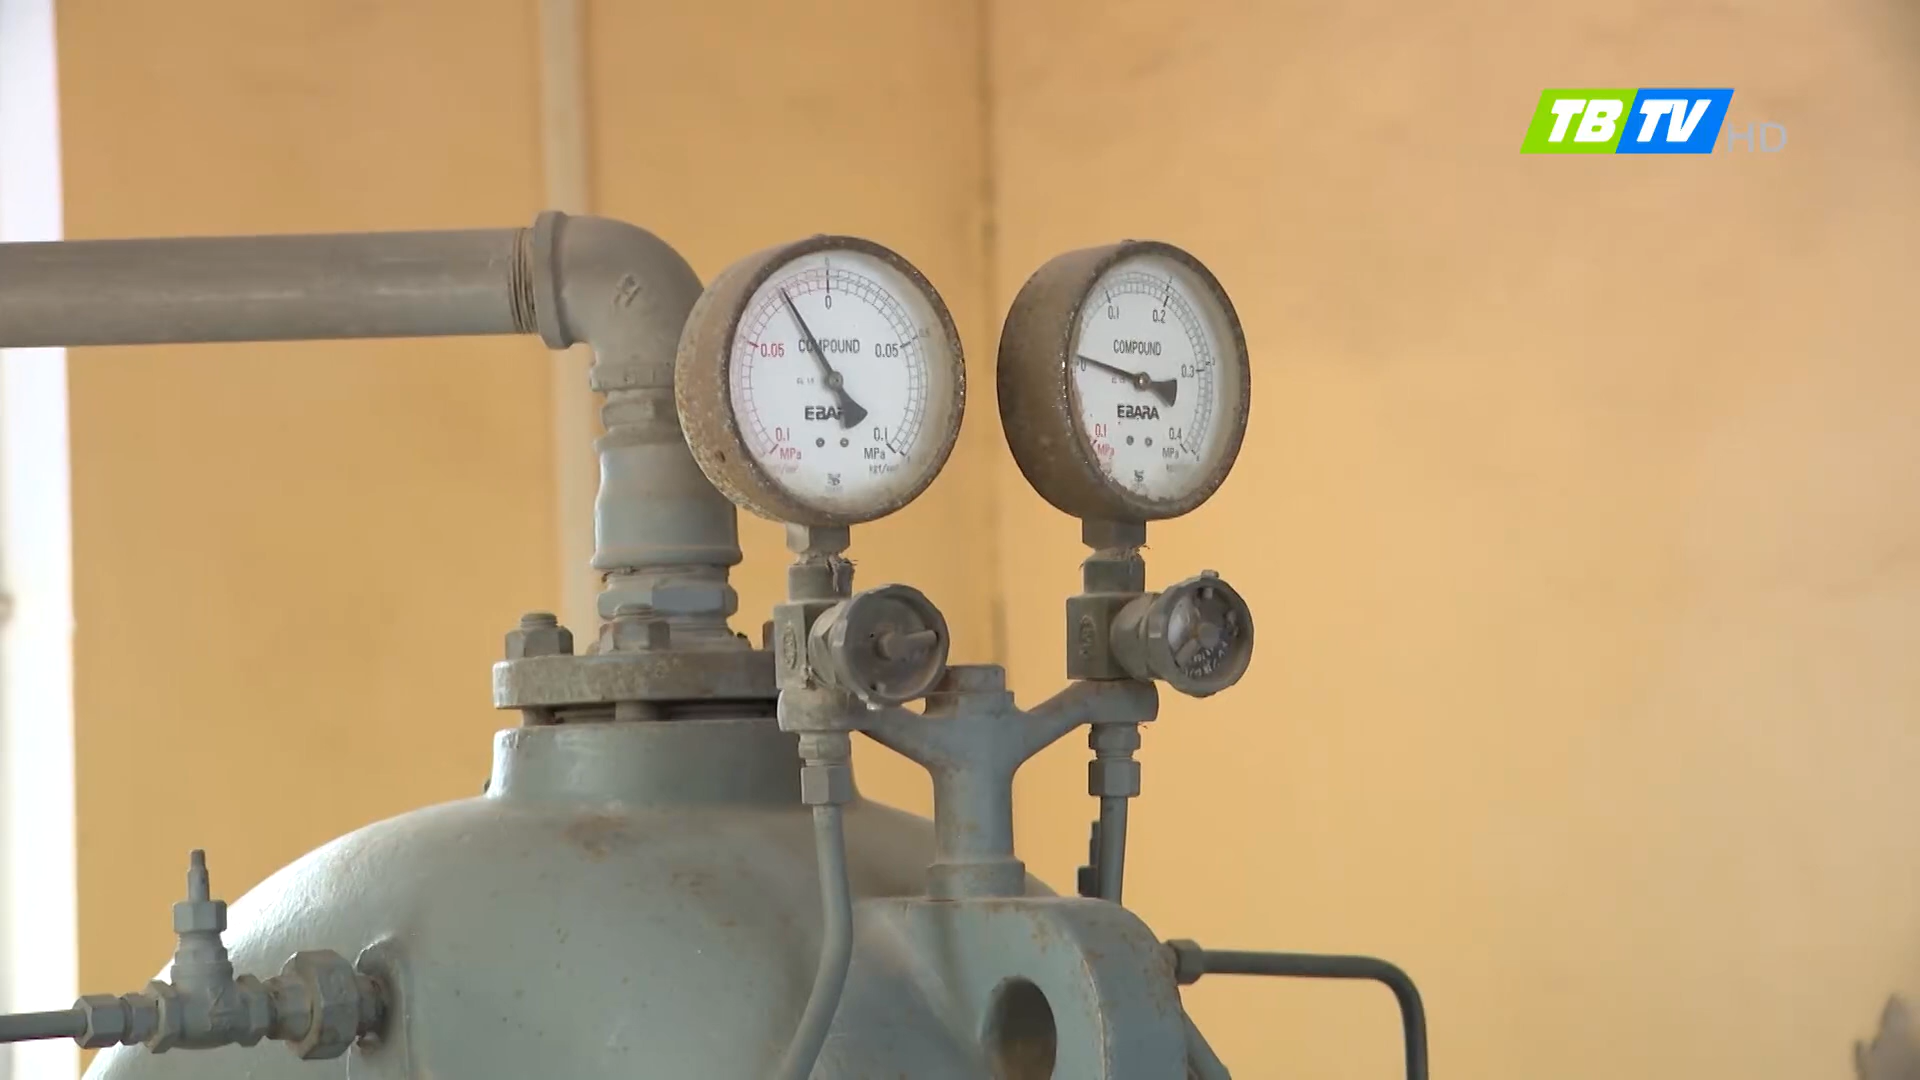 TBTV HD
0
0.05 COMPOUND 0.05
EBARA
0.1 0.1
MPa MPa
0.1 0.2
COMPOUND
0 0.3
EBARA
0.1 0.4
MPa MPa